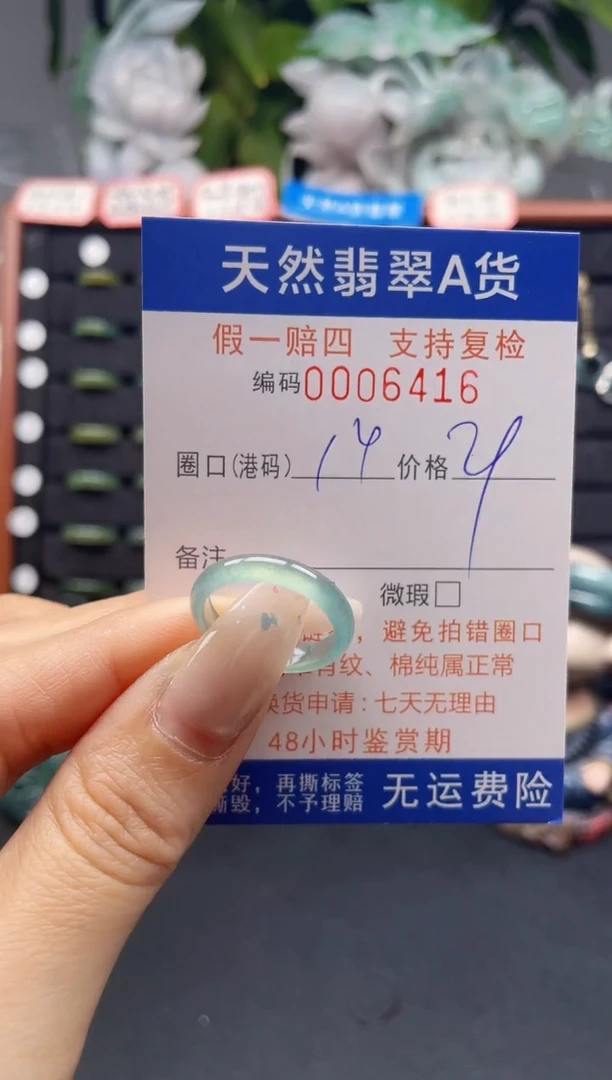 天然翡翠A货
假一赔四 支持复检
编码0006416
圈口(港码) 14 价格
备注
微瑕□
，避免拍错圈口
纹、棉纯属正常
换货申请：七天无理由
48小时鉴赏期
好，再撕标签
撕毁，不予理赔
无运费险